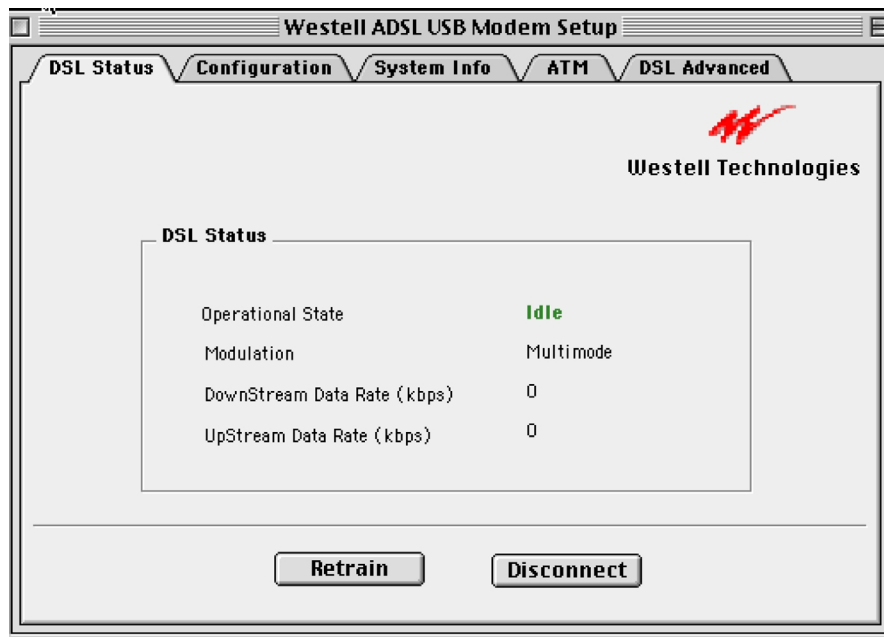 Westell ADSL USB Modem Setup
DSL Status Configuration System Info ATM DSL Advanced
Westell Technologies
DSL Status
Operational State Idle
Modulation Multimode
DownStream Data Rate (kbps) 0
UpStream Data Rate (kbps) 0
Retrain Disconnect